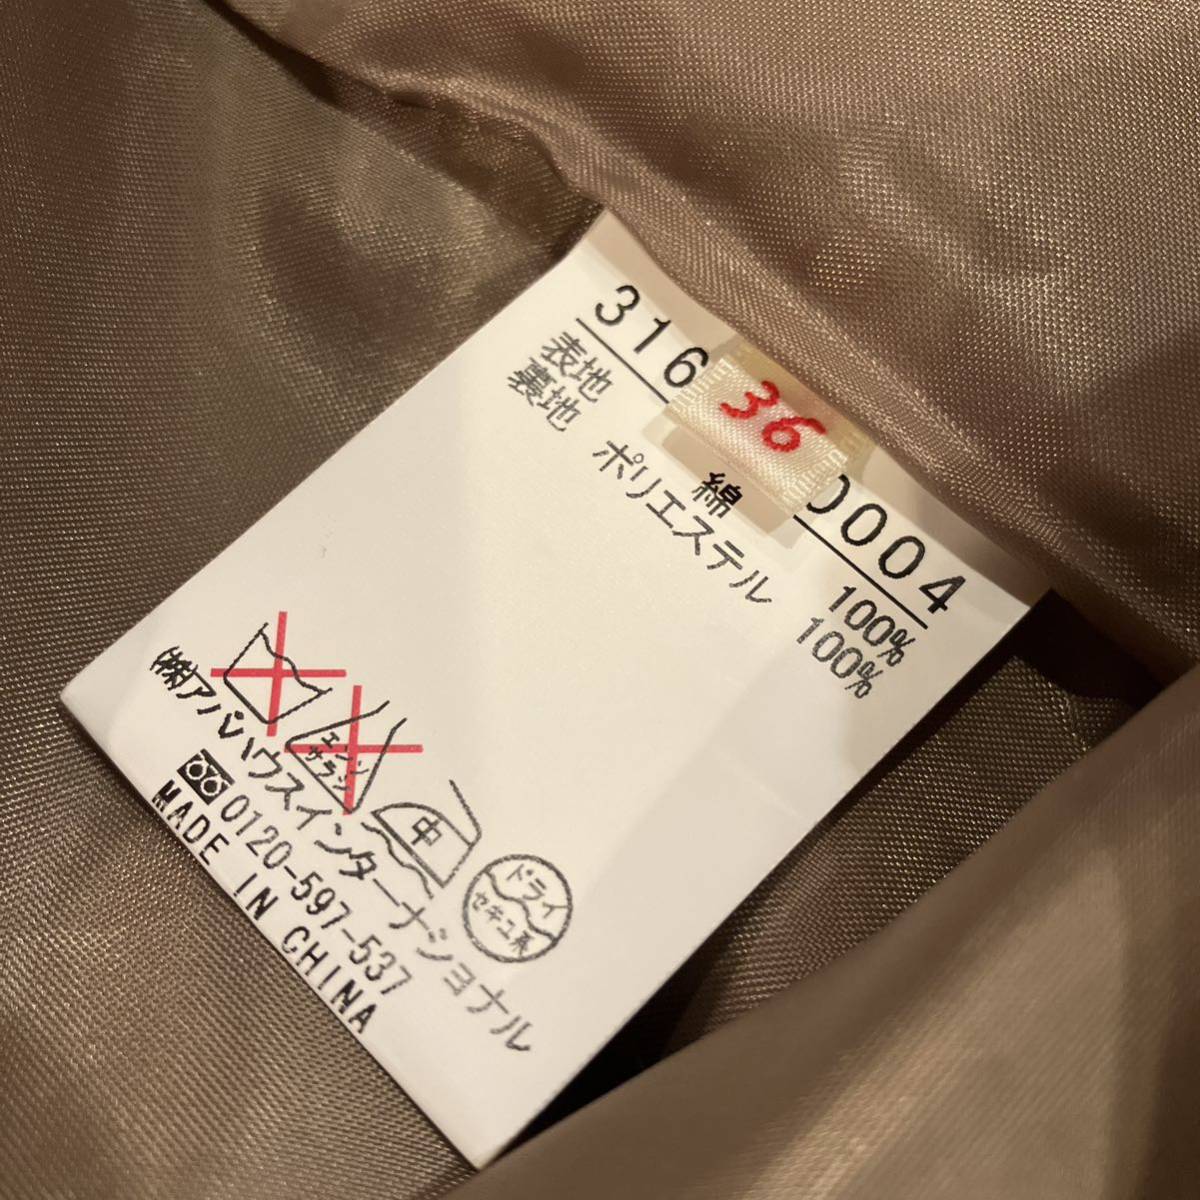 316 0004
36
表地 綿 100%
裏地 ポリエステル 100%
エンソ
サラシ
中
ドライ
セキユ系
(株)アバハウスインターナショナル
0120-597-537
MADE IN CHINA